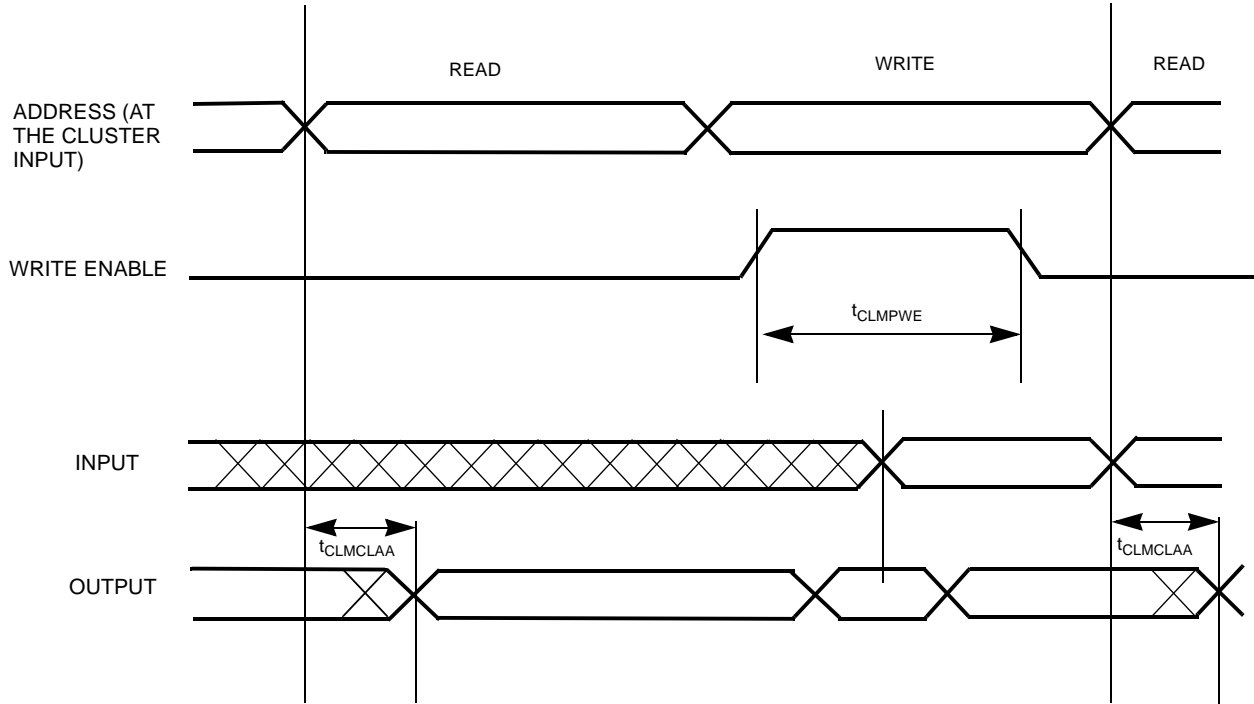 READ
WRITE
READ
ADDRESS (AT
THE CLUSTER
INPUT)
WRITE ENABLE
tCLMPWE
INPUT
tCLMCLAA
tCLMCLAA
OUTPUT